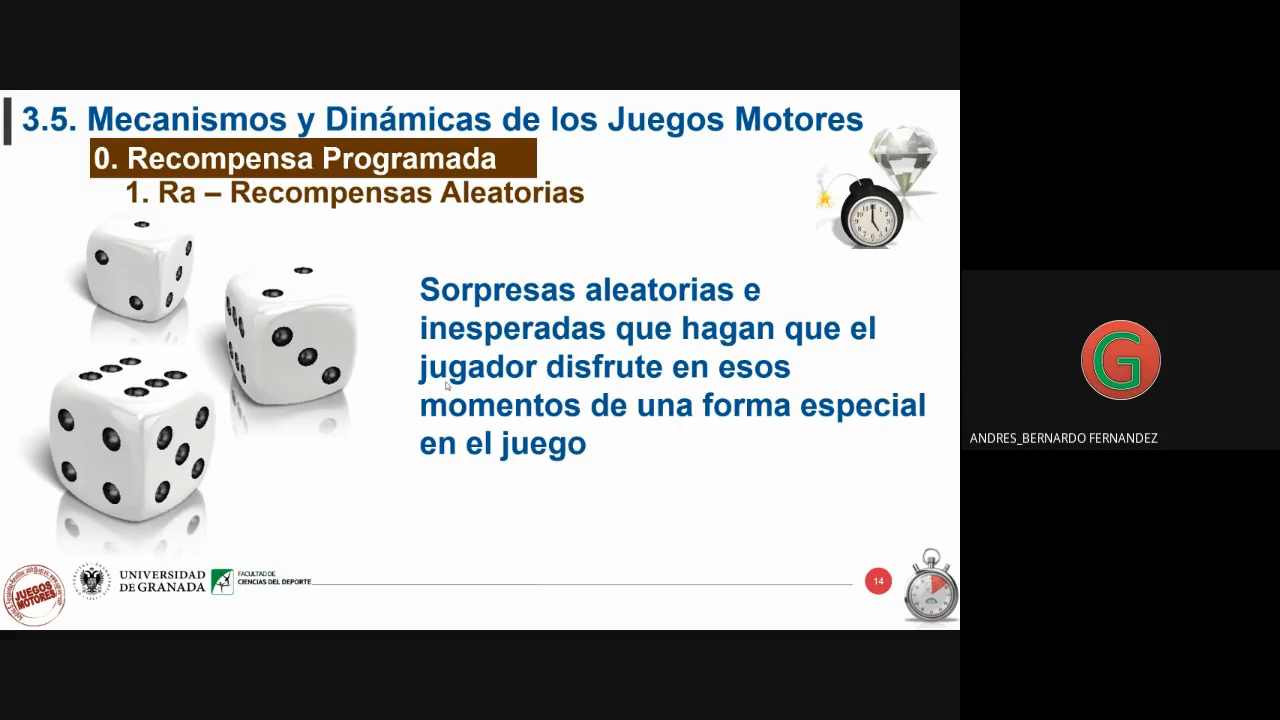 3.5. Mecanismos y Dinámicas de los Juegos Motores
0. Recompensa Programada
1. Ra – Recompensas Aleatorias
Sorpresas aleatorias e
inesperadas que hagan que el
jugador disfrute en esos
momentos de una forma especial
en el juego
G
ANDRES_BERNARDO FERNANDEZ
JUEGOS
MOTORES
UNIVERSIDAD
DE GRANADA
FACULTAD DE
CIENCIAS DEL DEPORTE
14